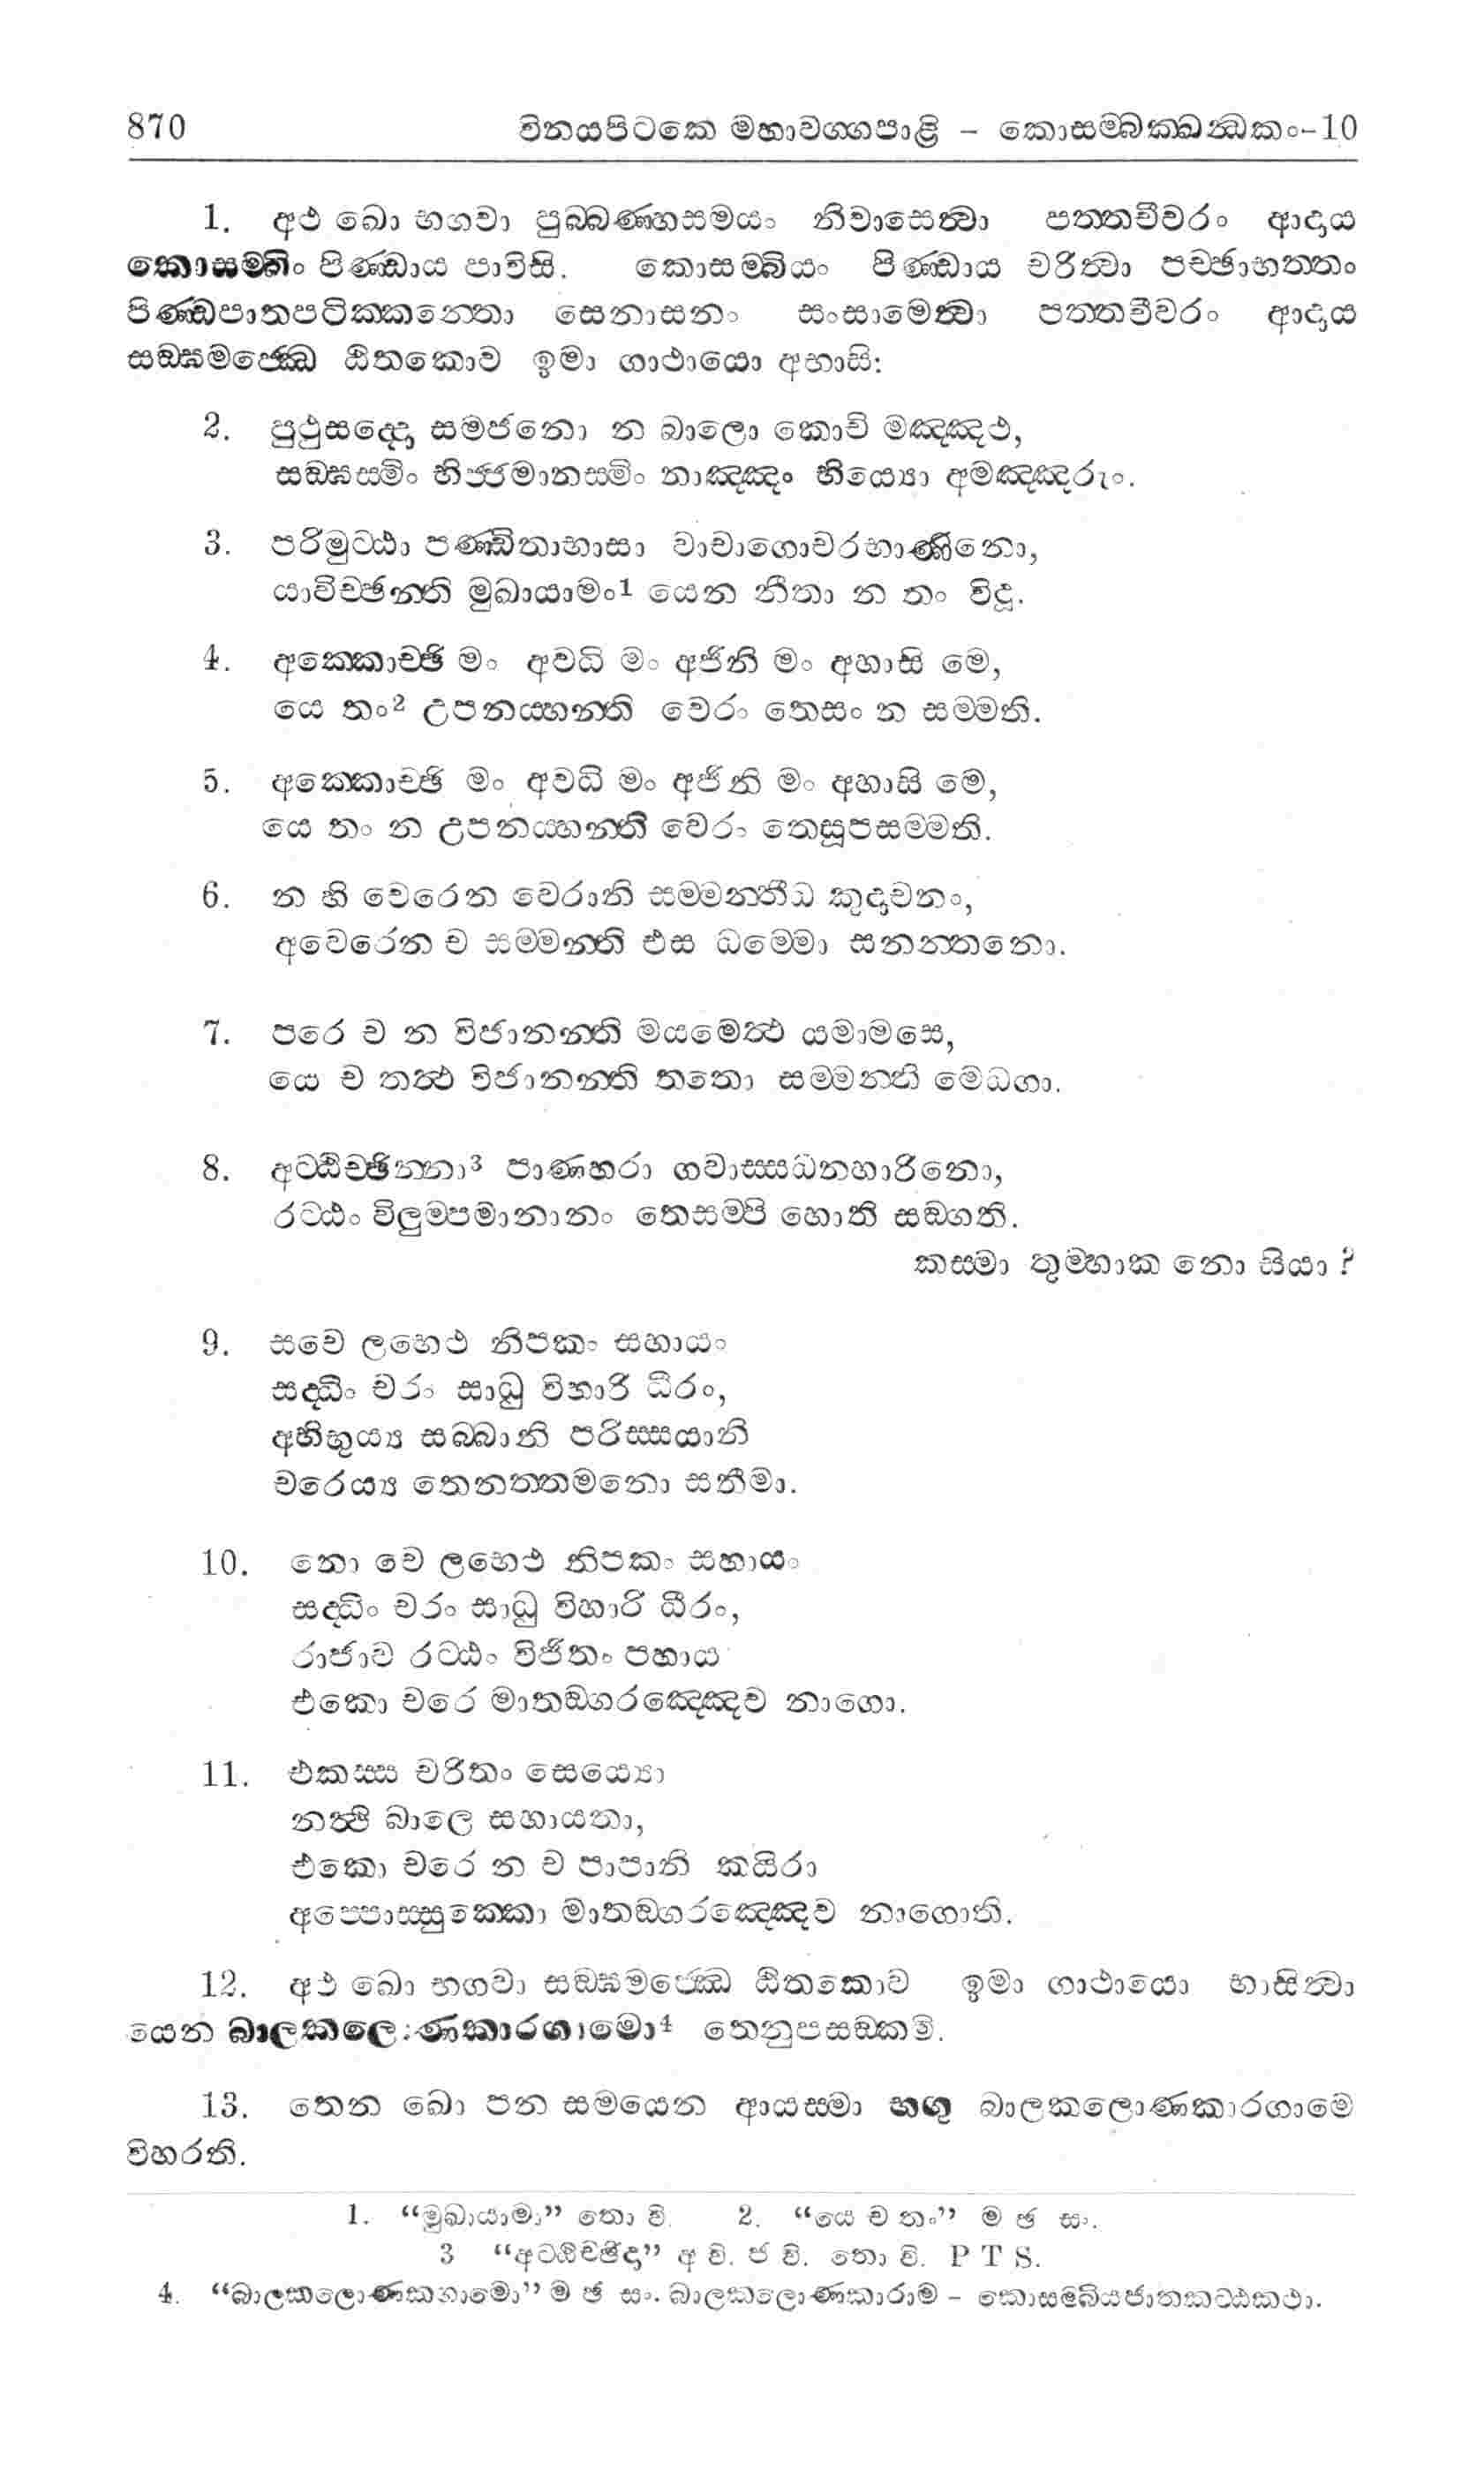 870 විනයපිටකෙ මහාවග්ගපාළි – කොසම්බක්ඛන්ධකං-10
1. අථ ඛො භගවා පුබ්බණ්හසමයං නිවාසෙත්වා පත්තචීවරං ආදාය
කොසම්බිං පිණ්ඩාය පාවිසි. කොසම්බියං පිණ්ඩාය චරිත්වා පච්ඡාභත්තං
පිණ්ඩපාතපටික්කන්තො සෙනාසනං සංසාමෙත්වා පත්තචීවරං ආදාය
සඞ්ඝමජ්ඣෙ ඨිතකොව ඉමා ගාථායො අභාසි:
2. පුථුසද්දො සමජනො න බාලො කොචි මඤ්ඤථ,
සඞ්ඝස්මිං භිජ්ජමානස්මිං නාඤ්ඤං භිය්‍යො අමඤ්ඤරුං.
3. පරිමුට්ඨා පණ්ඩිතාභාසා වාචාගොචරභාණිනො,
යාවිච්ඡන්ති මුඛායාමං1 යෙන නීතා න තං විදූ.
4. අක්කොච්ඡි මං අවධි මං අජිනි මං අහාසි මෙ,
යෙ තං2 උපනය්හන්ති වෙරං තෙසං න සම්මති.
5. අක්කොච්ඡි මං අවධි මං අජිනි මං අහාසි මෙ,
යෙ තං න උපනය්හන්ති වෙරං තෙසූපසම්මති.
6. න හි වෙරෙන වෙරානි සම්මන්තීධ කුදාචනං,
අවෙරෙන ච සම්මන්ති එස ධම්මො සනන්තනො.
7. පරෙ ච න විජානන්ති මයමෙත්ථ යමාමසෙ,
යෙ ච තත්ථ විජානන්ති තතො සම්මන්ති මෙධගා.
8. අට්ඨිච්ඡින්නා3 පාණහරා ගවාස්සධනහාරිනො,
රට්ඨං විලුම්පමානානං තෙසම්පි හොති සඞ්ගති.
කස්මා තුම්හාක නො සියා ?
9. සචෙ ලභෙථ නිපකං සහායං
සද්ධිං චරං සාධු විහාරි ධීරං,
අභිභුය්‍ය සබ්බානි පරිස්සයානි
චරෙය්‍ය තෙනත්තමනො සතීමා.
10. නො චෙ ලභෙථ නිපකං සහායං
සද්ධිං චරං සාධු විහාරි ධීරං,
රාජාව රට්ඨං විජිතං පහාය
එකො චරෙ මාතඞ්ගරඤ්ඤෙව නාගො.
11. එකස්ස චරිතං සෙය්‍යො
නත්ථි බාලෙ සහායතා,
එකො චරෙ න ච පාපානි කයිරා
අප්පොස්සුක්කො මාතඞ්ගරඤ්ඤෙව නාගොති.
12. අථ ඛො භගවා සඞ්ඝමජ්ඣෙ ඨිතකොව ඉමා ගාථායො භාසිත්වා
යෙන බාලකලොණකාරගාමො4 තෙනුපසඞ්කමි.
13. තෙන ඛො පන සමයෙන ආයස්මා භගු බාලකලොණකාරගාමෙ
විහරති.
1. “මුඛායාමා” තො වි. 2. “යෙ ච තං” ම ඡ සං.
3 “අට්ඨිච්ඡිදා” අ වි. ජ වි. තො වි. P T S.
4. “බාලකලොණකගාමො” ම ඡ සං. බාලකලොණකාරාම – කොසම්බියජාතකට්ඨකථා.